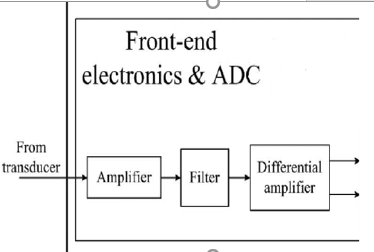 Front-end
electronics & ADC
From
transducer
Amplifier
Filter
Differential
amplifier